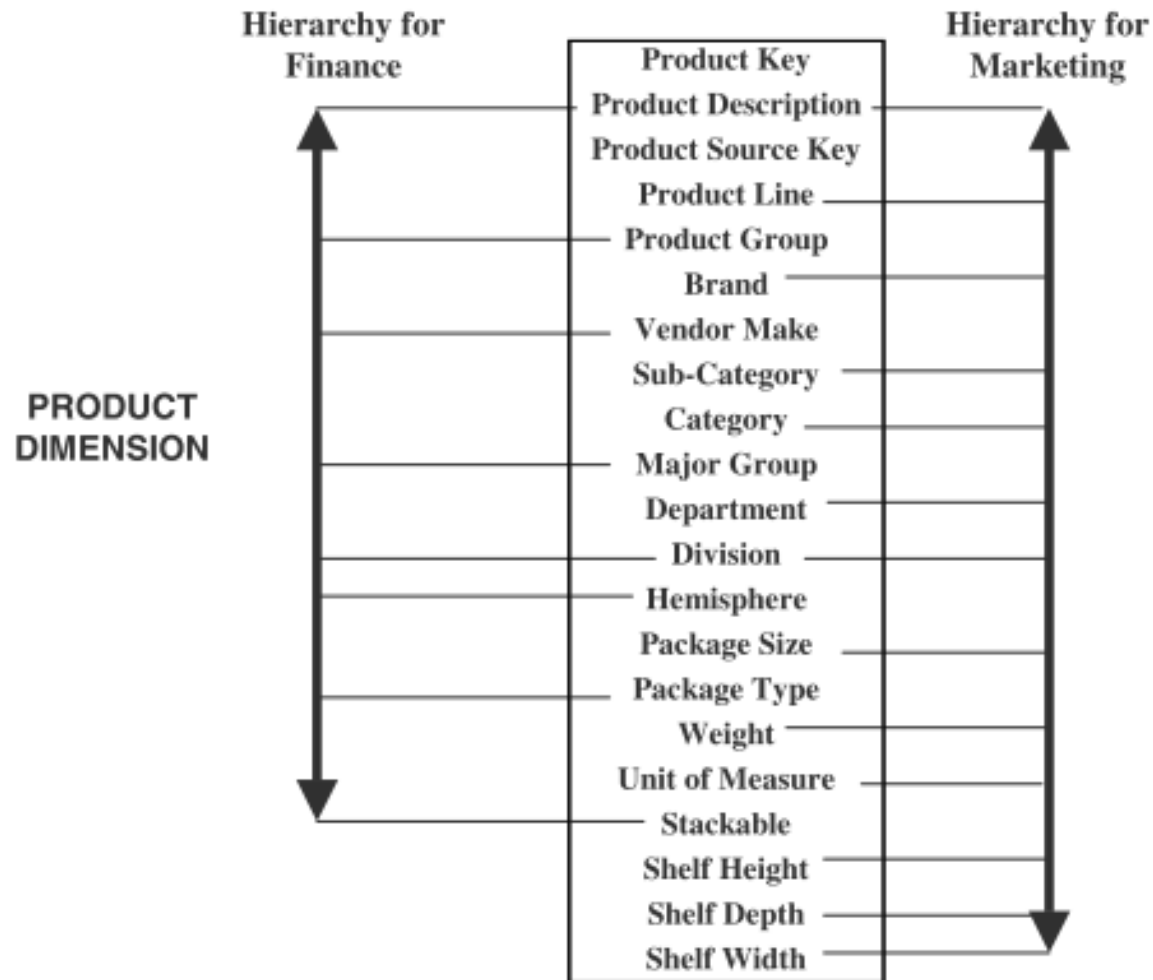 Hierarchy for
Finance
Hierarchy for
Marketing
Product Key
Product Description
Product Source Key
Product Line
Product Group
Brand
Vendor Make
Sub-Category
Category
Major Group
Department
Division
Hemisphere
Package Size
Package Type
Weight
Unit of Measure
Stackable
Shelf Height
Shelf Depth
Shelf Width
PRODUCT
DIMENSION